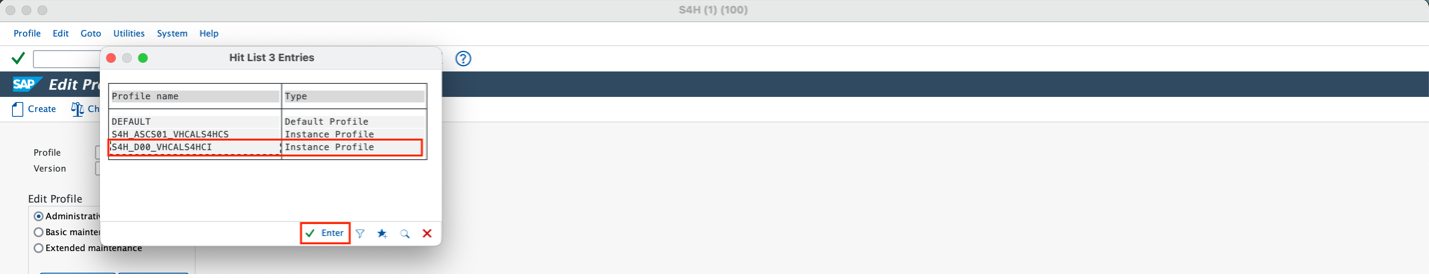 S4H (1) (100)
Profile Edit Goto Utilities System Help
Hit List 3 Entries
SAP Edit Pr
Create Ch
Profile name Type
DEFAULT Default Profile
S4H_ASCS01_VHCALS4HCS Instance Profile
S4H_D00_VHCALS4HCI Instance Profile
Profile
Version
Edit Profile
Administrativ
Basic mainten
Extended maintenance
Enter